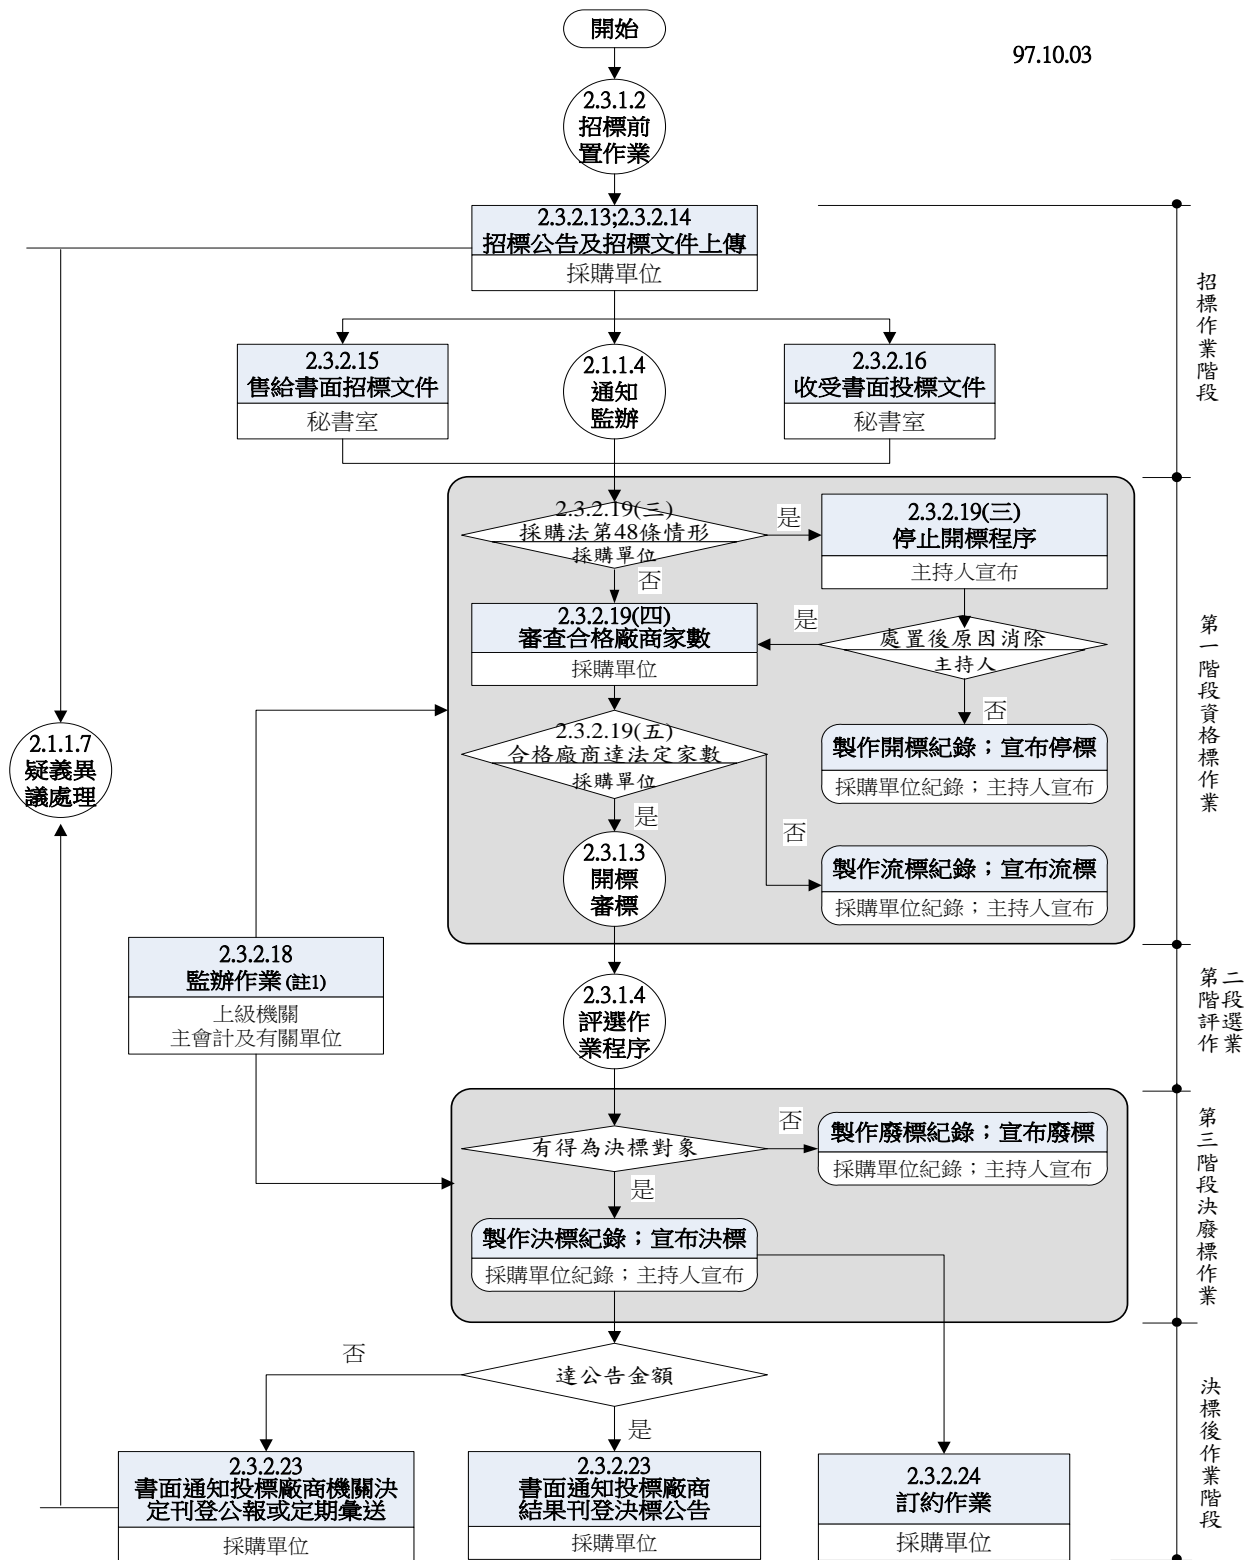 開始
97.10.03
2.3.1.2
招標前
置作業
2.3.2.13;2.3.2.14
招標公告及招標文件上傳
採購單位
招標作業階段
2.3.2.15
售給書面招標文件
秘書室
2.1.1.4
通知
監辦
2.3.2.16
收受書面投標文件
秘書室
2.3.2.19(三)
採購法第48條情形
採購單位
是
否
2.3.2.19(三)
停止開標程序
主持人宣布
2.3.2.19(四)
審查合格廠商家數
採購單位
是
處置後原因消除
主持人
否
第一階段資格標作業
2.3.2.19(五)
合格廠商達法定家數
採購單位
是
否
製作開標紀錄；宣布停標
採購單位紀錄；主持人宣布
2.1.1.7
疑義異
議處理
2.3.1.3
開標
審標
製作流標紀錄；宣布流標
採購單位紀錄；主持人宣布
2.3.2.18
監辦作業(註1)
上級機關
主會計及有關單位
2.3.1.4
評選作
業程序
第二
階段
評選
作業
有得為決標對象
否
是
製作廢標紀錄；宣布廢標
採購單位紀錄；主持人宣布
製作決標紀錄；宣布決標
採購單位紀錄；主持人宣布
第三階段決廢標作業
達公告金額
否
是
2.3.2.23
書面通知投標廠商機關決
定刊登公報或定期彙送
採購單位
2.3.2.23
書面通知投標廠商
結果刊登決標公告
採購單位
2.3.2.24
訂約作業
採購單位
決標後作業階段